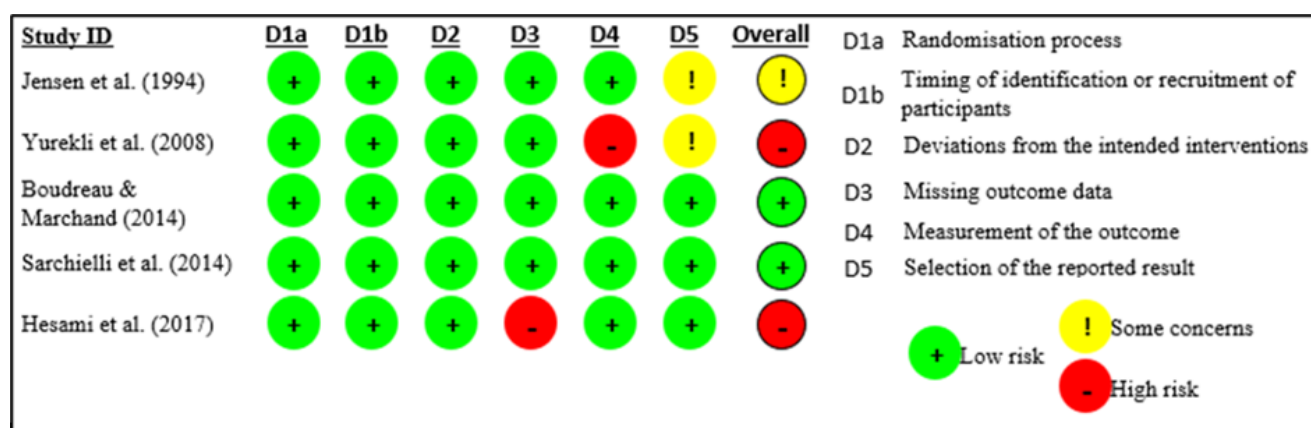 Study ID D1a D1b D2 D3 D4 D5 Overall
Jensen et al. (1994) + + + + + ! !
Yurekli et al. (2008) + + + + - ! -
Boudreau &
Marchand (2014) + + + + + + +
Sarchielli et al. (2014) + + + + + + +
Hesami et al. (2017) + + + - + + -
D1a Randomisation process
D1b Timing of identification or recruitment of
participants
D2 Deviations from the intended interventions
D3 Missing outcome data
D4 Measurement of the outcome
D5 Selection of the reported result
! Some concerns
+ Low risk
- High risk